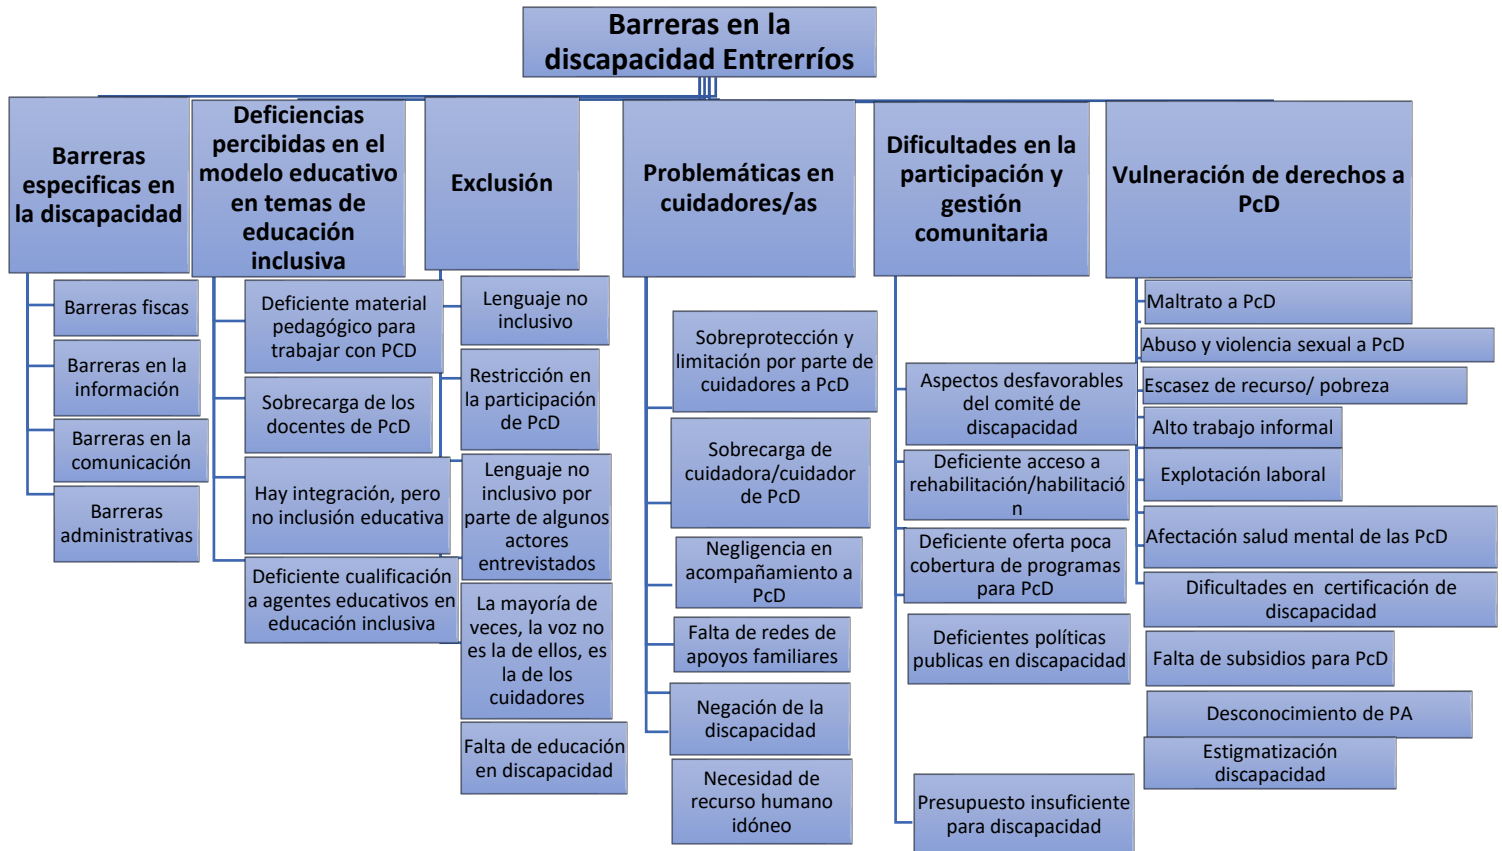 Barreras en la
discapacidad Entrerríos
Barreras
especificas en
la discapacidad
Barreras fiscas
Barreras en la
información
Barreras en la
comunicación
Barreras
administrativas
Deficiencias
percibidas en el
modelo educativo
en temas de
educación
inclusiva
Deficiente material
pedagógico para
trabajar con PCD
Sobrecarga de los
docentes de PcD
Hay integración, pero
no inclusión educativa
Deficiente cualificación
a agentes educativos en
educación inclusiva
Exclusión
Lenguaje no
inclusivo
Restricción en
la participación
de PcD
Lenguaje no
inclusivo por
parte de algunos
actores
entrevistados
La mayoría de
veces, la voz no
es la de ellos, es
la de los
cuidadores
Falta de educación
en discapacidad
Problemáticas en
cuidadores/as
Sobreprotección y
limitación por parte de
cuidadores a PcD
Sobrecarga de
cuidadora/cuidador
de PcD
Negligencia en
acompañamiento a
PcD
Falta de redes de
apoyos familiares
Negación de la
discapacidad
Necesidad de
recurso humano
idóneo
Dificultades en la
participación y
gestión
comunitaria
Aspectos desfavorables
del comité de
discapacidad
Deficiente acceso a
rehabilitación/habilitació
n
Deficiente oferta poca
cobertura de programas
para PcD
Deficientes políticas
publicas en discapacidad
Presupuesto insuficiente
para discapacidad
Vulneración de derechos a
PcD
Maltrato a PcD
Abuso y violencia sexual a PcD
Escasez de recurso/ pobreza
Alto trabajo informal
Explotación laboral
Afectación salud mental de las PcD
Dificultades en certificación de
discapacidad
Falta de subsidios para PcD
Desconocimiento de PA
Estigmatización
discapacidad